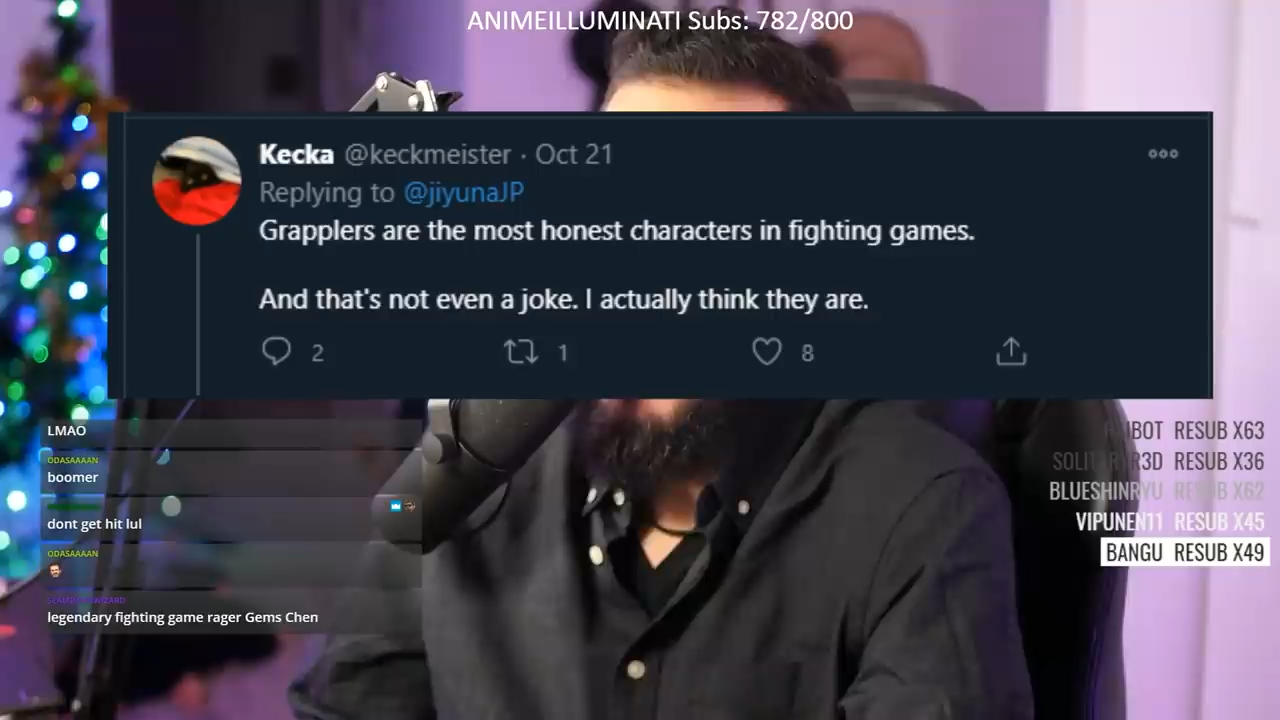 ANIMEILLUMINATI Subs: 782/800
Kecka @keckmeister · Oct 21
Replying to @jiyunaJP
Grapplers are the most honest characters in fighting games.
And that's not even a joke. I actually think they are.
2 1 8
LMAO
ODASAAAAN
boomer
dont get hit lul
ODASAAAAN
legendary fighting game rager Gems Chen
RESUB X63
RESUB X36
BLUESHINRYU RESUB X62
VIPUNEN11 RESUB X45
BANGU RESUB X49